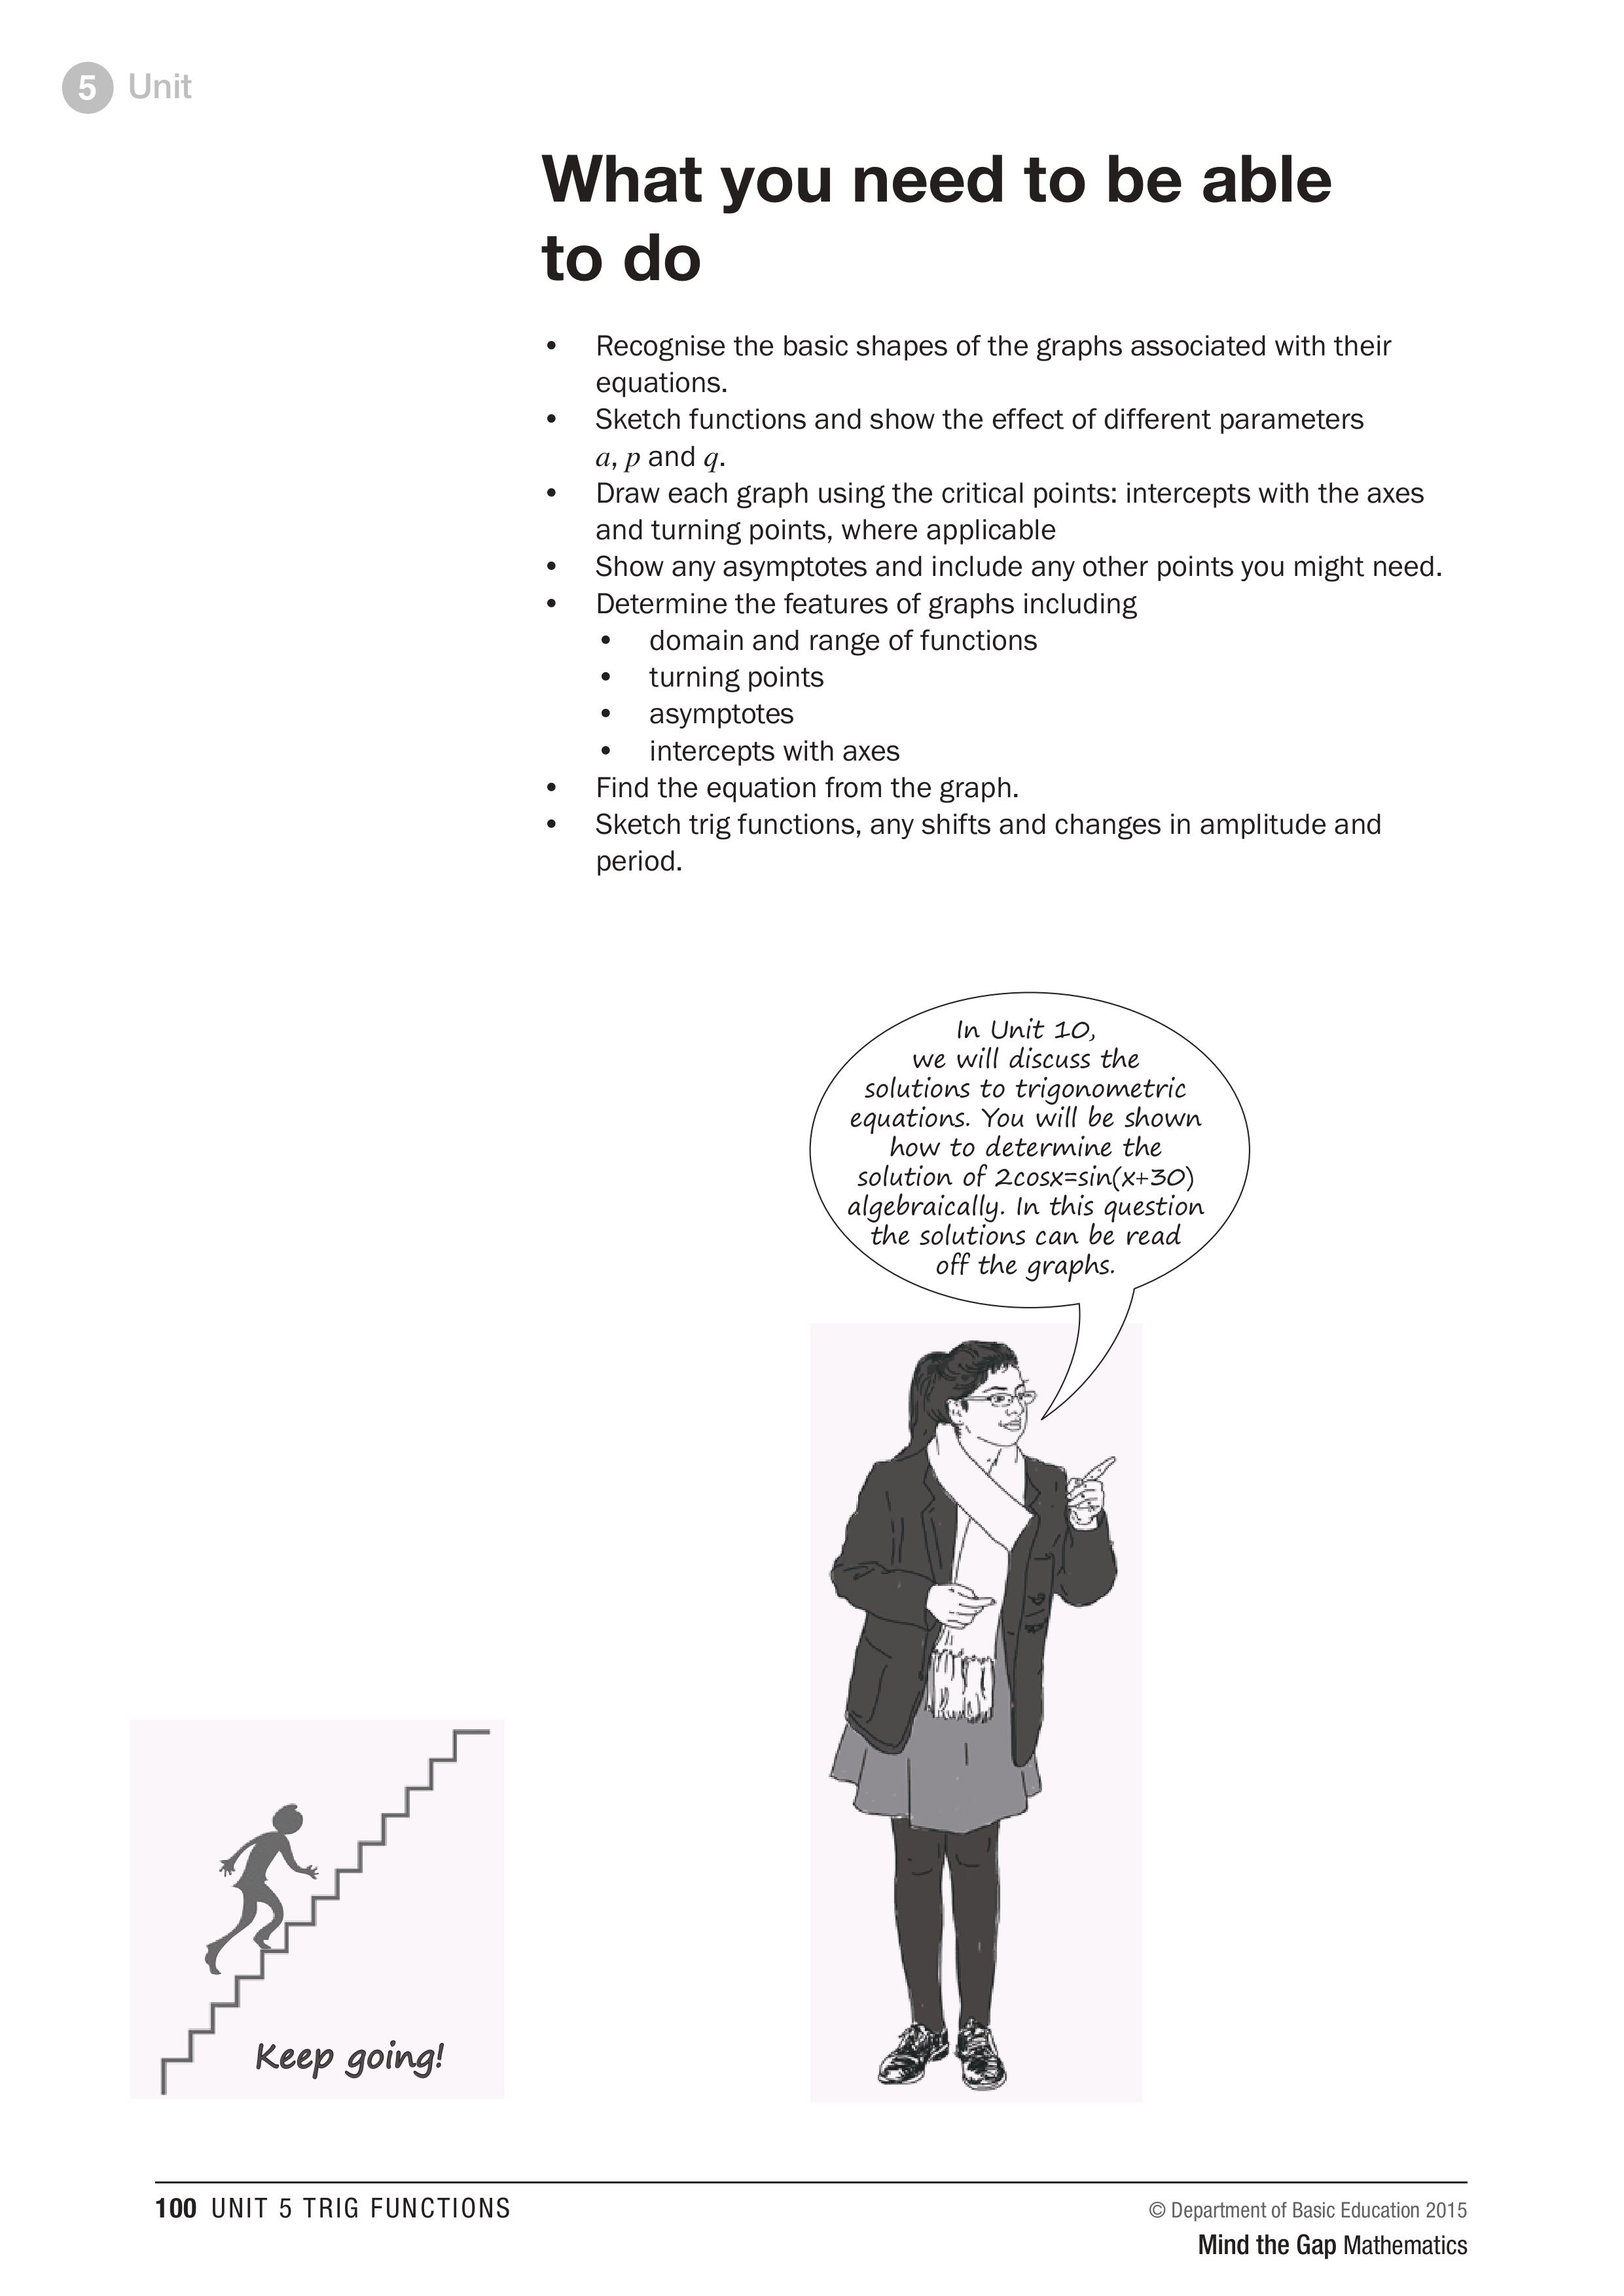 5 Unit
What you need to be able
to do
• Recognise the basic shapes of the graphs associated with their
equations.
• Sketch functions and show the effect of different parameters
a, p and q.
• Draw each graph using the critical points: intercepts with the axes
and turning points, where applicable
• Show any asymptotes and include any other points you might need.
• Determine the features of graphs including
• domain and range of functions
• turning points
• asymptotes
• intercepts with axes
• Find the equation from the graph.
• Sketch trig functions, any shifts and changes in amplitude and
period.
In Unit 10,
we will discuss the
solutions to trigonometric
equations. You will be shown
how to determine the
solution of 2cosx=sin(x+30)
algebraically. In this question
the solutions can be read
off the graphs.
Keep going!
100 UNIT 5 TRIG FUNCTIONS
© Department of Basic Education 2015
Mind the Gap Mathematics